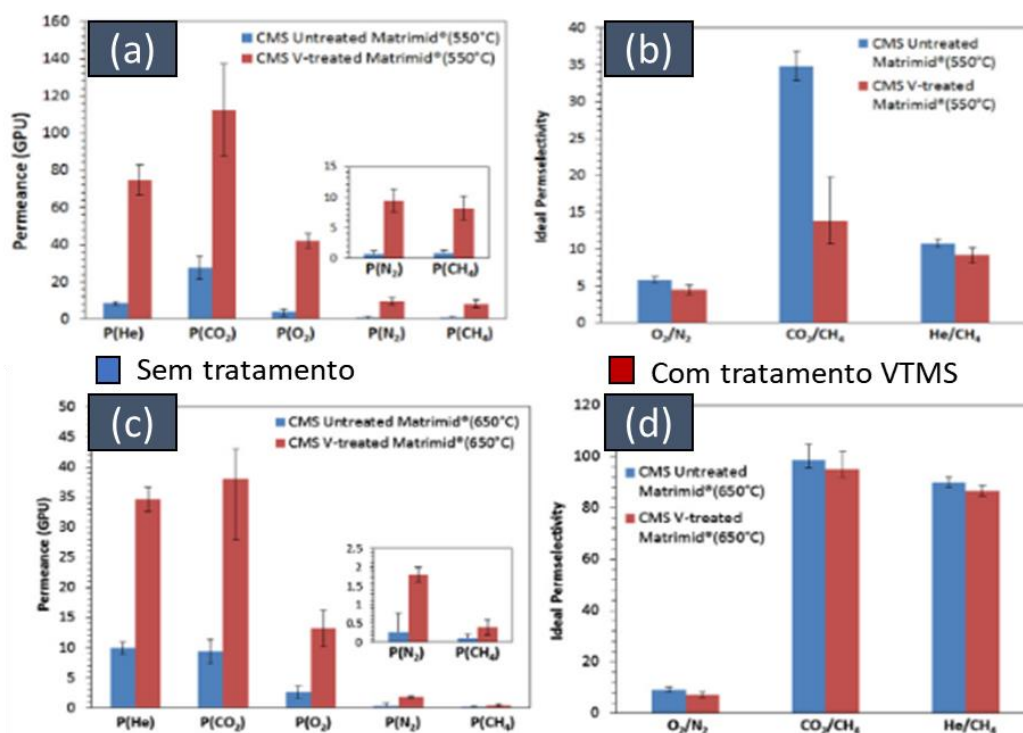 (a)
CMS Untreated Matrimid®(550°C)
CMS V-treated Matrimid®(550°C)
Permeance (GPU)
160
140
120
100
80
60
40
20
0
15
10
5
0
P(N₂) P(CH₄)
P(He) P(CO₂) P(O₂) P(N₂) P(CH₄)
(b)
CMS Untreated
Matrimid®(550°C)
CMS V-treated
Matrimid®(550°C)
Ideal Permselectivity
40
35
30
25
20
15
10
5
0
O₂/N₂ CO₂/CH₄ He/CH₄
Sem tratamento
Com tratamento VTMS
(c)
CMS Untreated Matrimid®(650°C)
CMS V-treated Matrimid®(650°C)
Permeance (GPU)
50
45
40
35
30
25
20
15
10
5
0
2.5
2
1.5
1
0.5
0
P(N₂) P(CH₄)
P(He) P(CO₂) P(O₂) P(N₂) P(CH₄)
(d)
CMS Untreated
Matrimid®(650°C)
CMS V-treated
Matrimid®(650°C)
Ideal Permselectivity
120
100
80
60
40
20
0
O₂/N₂ CO₂/CH₄ He/CH₄